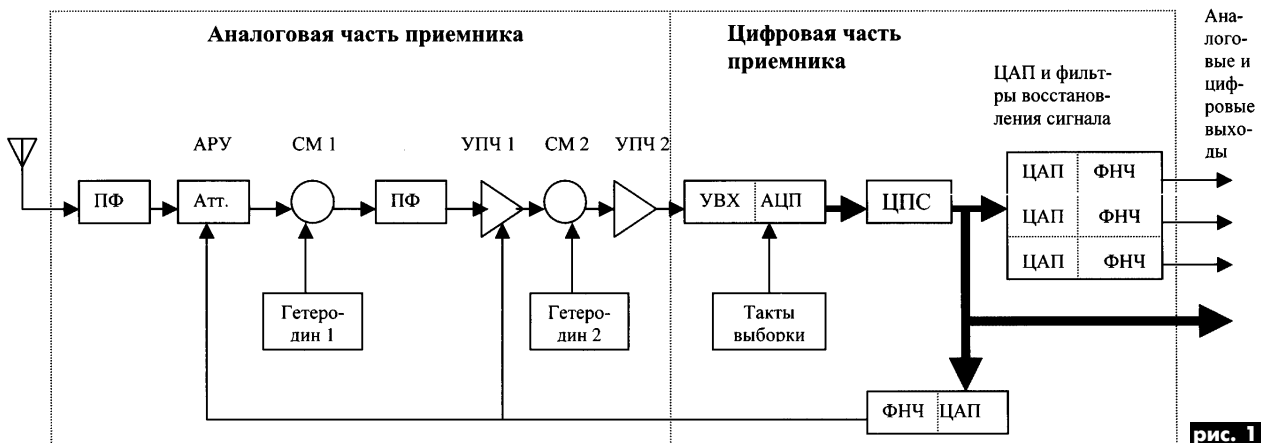 Аналоговая часть приемника
Цифровая часть
приемника
ЦАП и фильт-
ры восстанов-
ления сигнала
Ана-
лого-
вые и
циф-
ровые
выхо-
ды
АРУ
СМ 1
УПЧ 1
СМ 2
УПЧ 2
ПФ
Атт.
ПФ
УВХ
АЦП
ЦПС
ЦАП
ФНЧ
ЦАП
ФНЧ
ЦАП
ФНЧ
Гетеро-
дин 1
Гетеро-
дин 2
Такты
выборки
ФНЧ
ЦАП
рис. 1